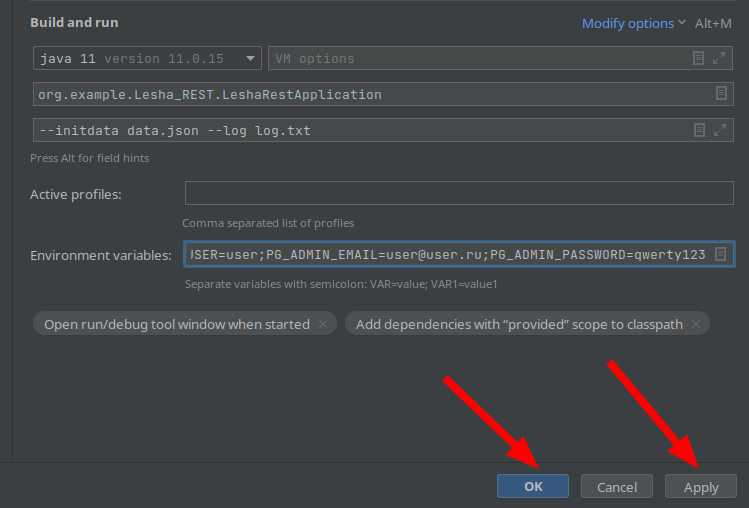 Build and run Modify options Alt+M
java 11 version 11.0.15 VM options
org.example.Lesha_REST.LeshaRestApplication
--initdata data.json --log log.txt
Press Alt for field hints
Active profiles:
Comma separated list of profiles
Environment variables: USER=user;PG_ADMIN_EMAIL=user@user.ru;PG_ADMIN_PASSWORD=qwerty123
Separate variables with semicolon: VAR=value; VAR1=value1
Open run/debug tool window when started × Add dependencies with “provided” scope to classpath ×
OK Cancel Apply